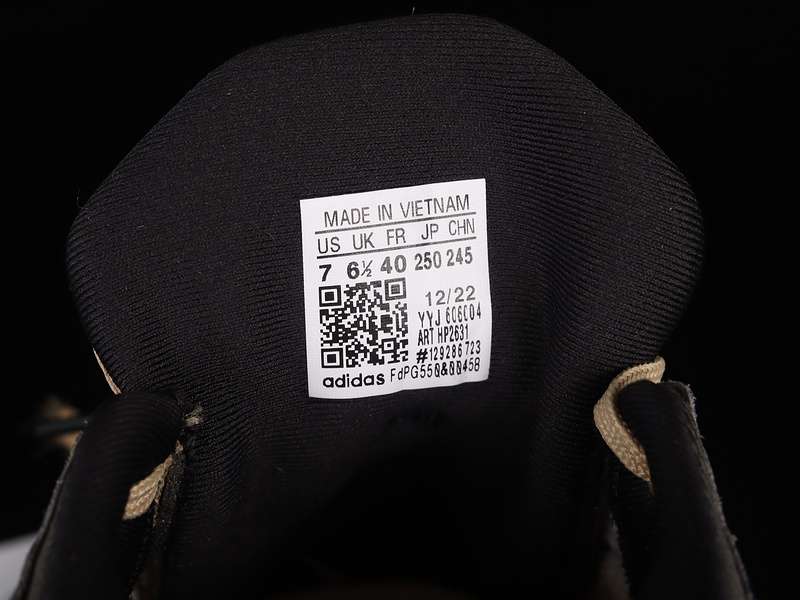 MADE IN VIETNAM
US UK FR JP CHN
7 6½ 40 250 245
12/22
YYJ 606004
ART HP2631
#129286723
adidas FdPG550&00458